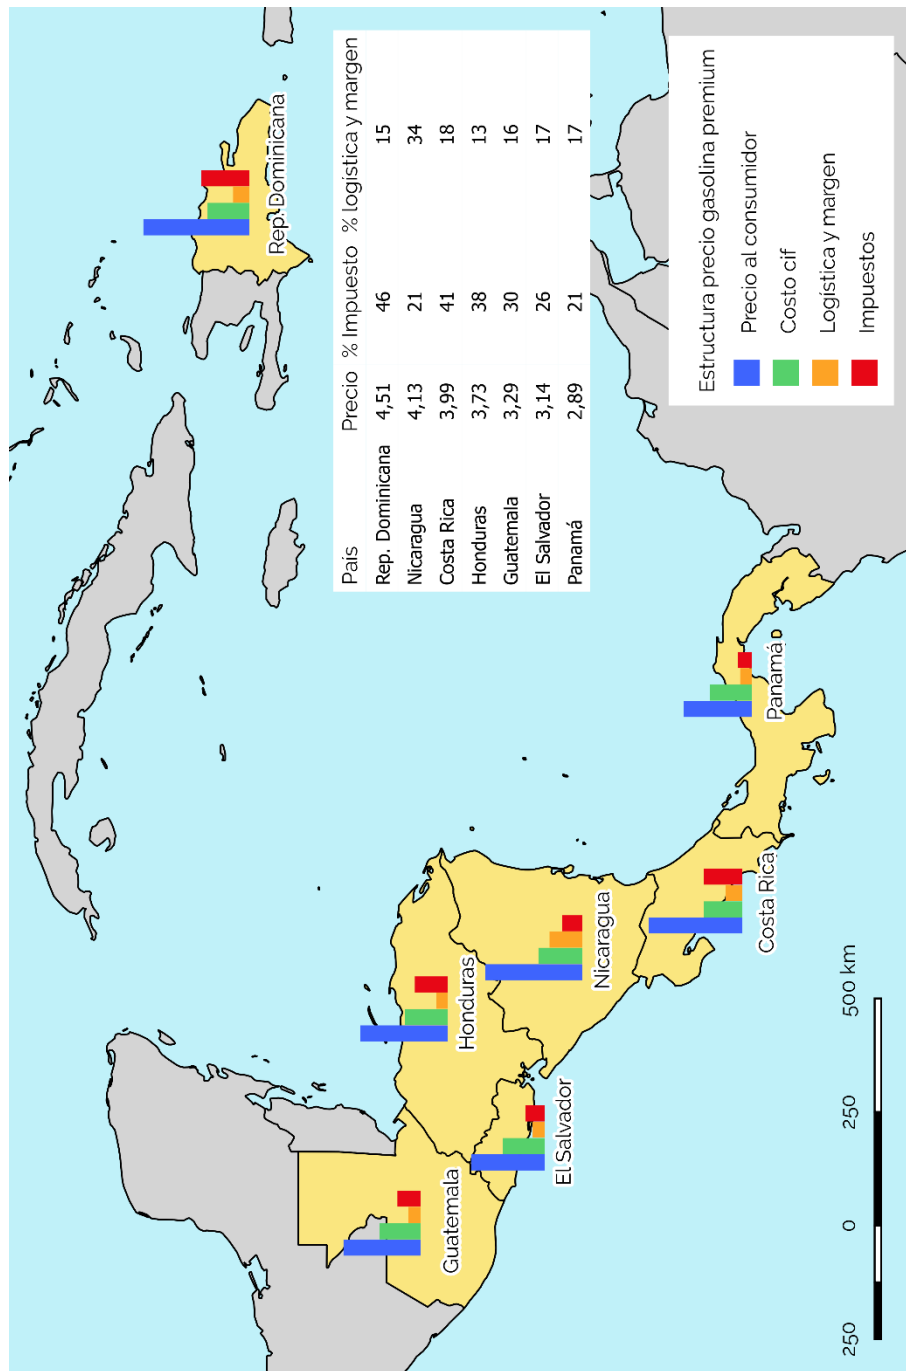 Rep. Dominicana
País Precio % Impuesto % logística y margen
Rep. Dominicana 4,51 46 15
Nicaragua 4,13 21 34
Costa Rica 3,99 41 18
Honduras 3,73 38 13
Guatemala 3,29 30 16
El Salvador 3,14 26 17
Panamá 2,89 21 17
Guatemala
Honduras
El Salvador
Nicaragua
Costa Rica
Panamá
Estructura precio gasolina premium
Precio al consumidor
Costo cif
Logística y margen
Impuestos
250 0 250 500 km